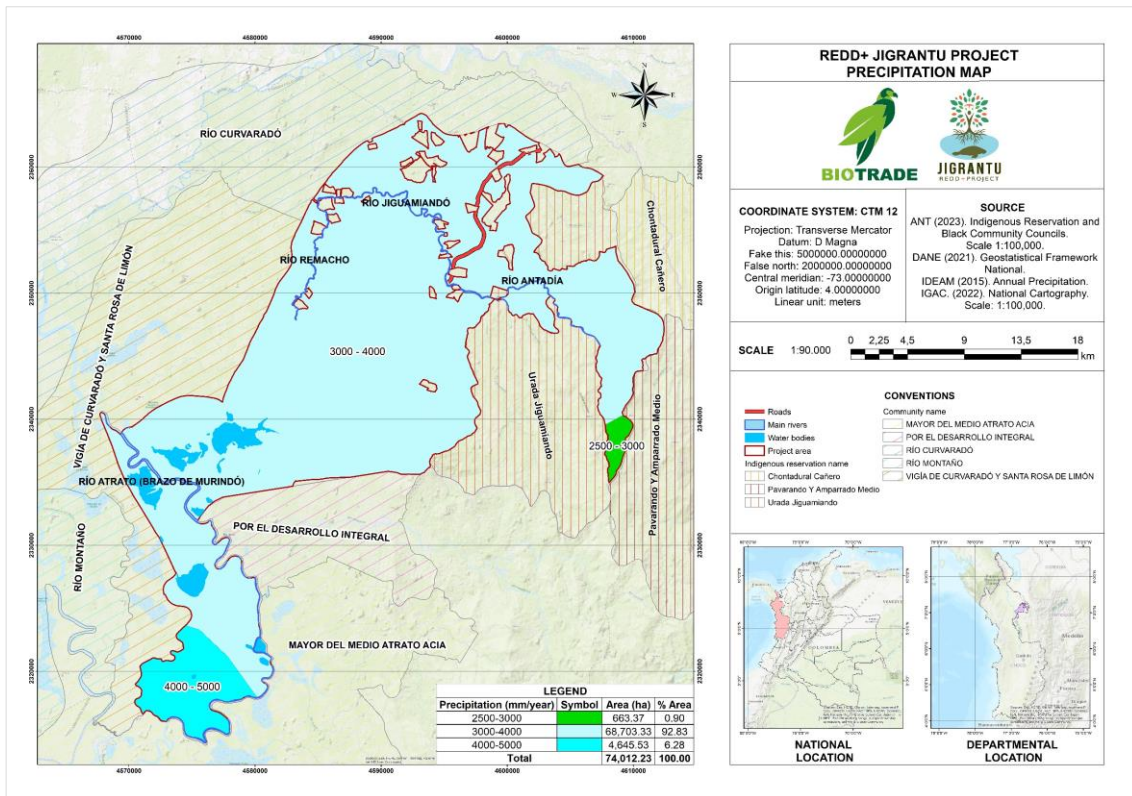 4670000 4680000 4690000 4600000 4610000
2360000
2350000
2340000
2330000
2320000
N
W E
S
RÍO CURVARADÓ
RÍO JIGUAMIANDÓ
RÍO REMACHO
RÍO ANTADÍA
Chontadural Cañero
VIGÍA DE CURVARADÓ Y SANTA ROSA DE LIMÓN
3000 - 4000
Urada Jiguamiando
2500 - 3000
Pavarando Y Amparrado Medio
RÍO ATRATO (BRAZO DE MURINDÓ)
POR EL DESARROLLO INTEGRAL
RÍO MONTAÑO
MAYOR DEL MEDIO ATRATO ACIA
4000 - 5000
LEGEND
Precipitation (mm/year) Symbol Area (ha) % Area
2500-3000 663.37 0.90
3000-4000 68,703.33 92.83
4000-5000 4,645.53 6.28
Total 74,012.23 100.00
REDD+ JIGRANTU PROJECT
PRECIPITATION MAP
BIOTRADE
JIGRANTU
REDD+PROJECT
COORDINATE SYSTEM: CTM 12
Projection: Transverse Mercator
Datum: D Magna
Fake this: 5000000.00000000
False north: 2000000.00000000
Central meridian: -73.00000000
Origin latitude: 4.00000000
Linear unit: meters
SOURCE
ANT (2023). Indigenous Reservation and
Black Community Councils.
Scale 1:100,000.
DANE (2021). Geostatistical Framework
National.
IDEAM (2015). Annual Precipitation.
IGAC. (2022). National Cartography.
Scale: 1:100,000.
SCALE 1:90.000
0 2,25 4,5 9 13,5 18
km
CONVENTIONS
Roads
Main rivers
Water bodies
Project area
Indigenous reservation name
Chontadural Cañero
Pavarando Y Amparrado Medio
Urada Jiguamiando
Community name
MAYOR DEL MEDIO ATRATO ACIA
POR EL DESARROLLO INTEGRAL
RÍO CURVARADÓ
RÍO MONTAÑO
VIGÍA DE CURVARADÓ Y SANTA ROSA DE LIMÓN
COLOMBIA
NATIONAL
LOCATION
DEPARTMENTAL
LOCATION